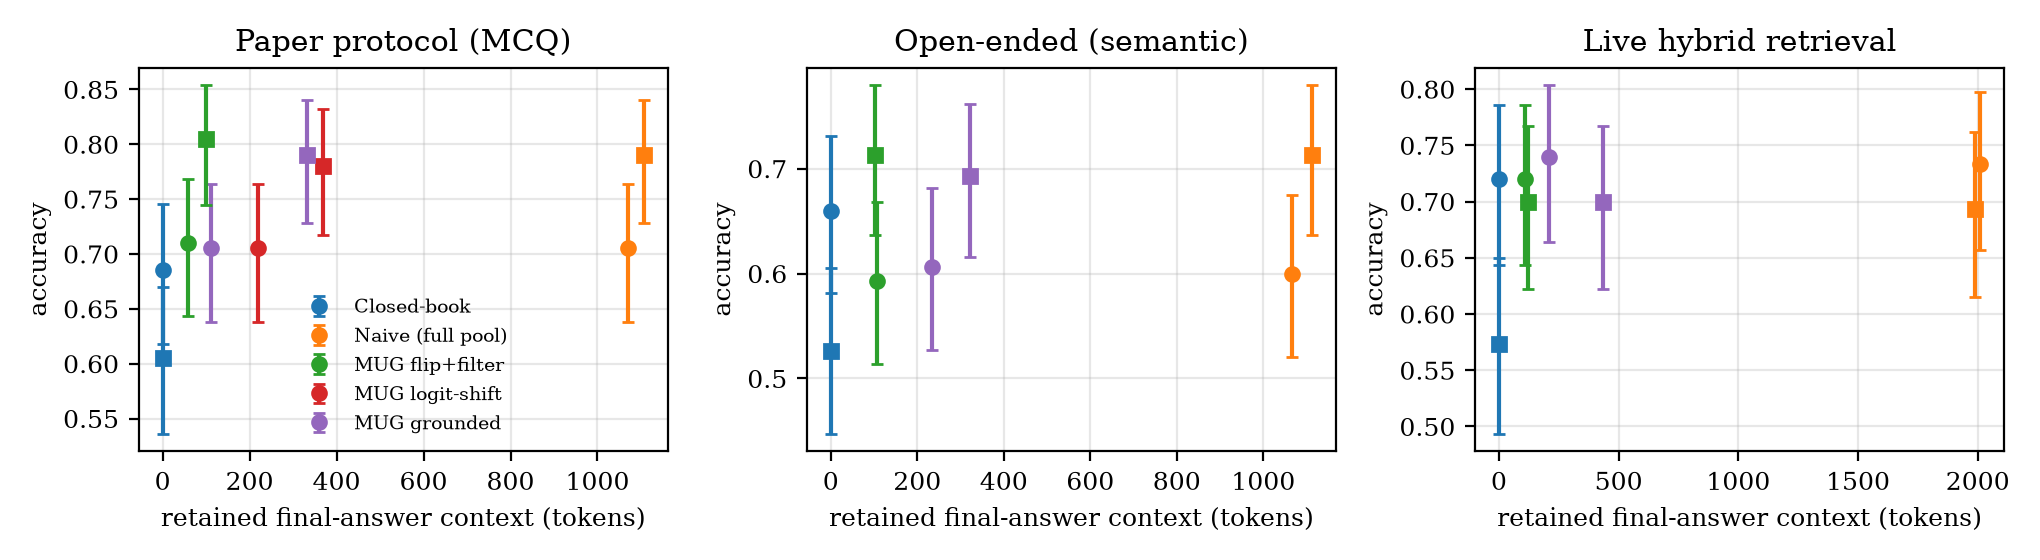 Paper protocol (MCQ)
accuracy
0.85
0.80
0.75
0.70
0.65
0.60
0.55
Closed-book
Naive (full pool)
MUG flip+filter
MUG logit-shift
MUG grounded
0 200 400 600 800 1000
retained final-answer context (tokens)
Open-ended (semantic)
accuracy
0.7
0.6
0.5
0 200 400 600 800 1000
retained final-answer context (tokens)
Live hybrid retrieval
accuracy
0.80
0.75
0.70
0.65
0.60
0.55
0.50
0 500 1000 1500 2000
retained final-answer context (tokens)